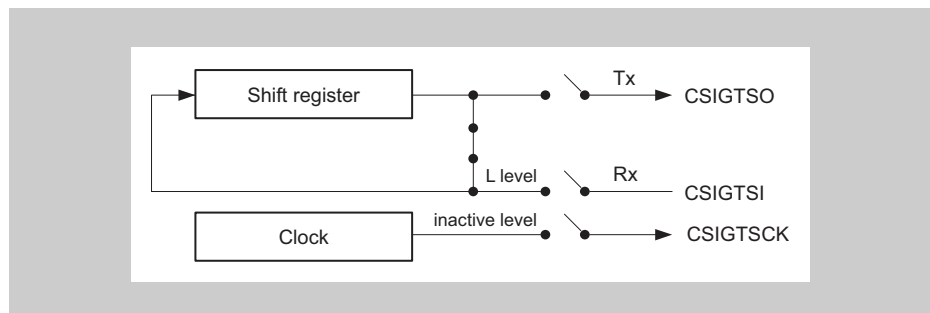 Shift register
Tx
CSIGTSO
L level
Rx
CSIGTSI
Clock
inactive level
CSIGTSCK